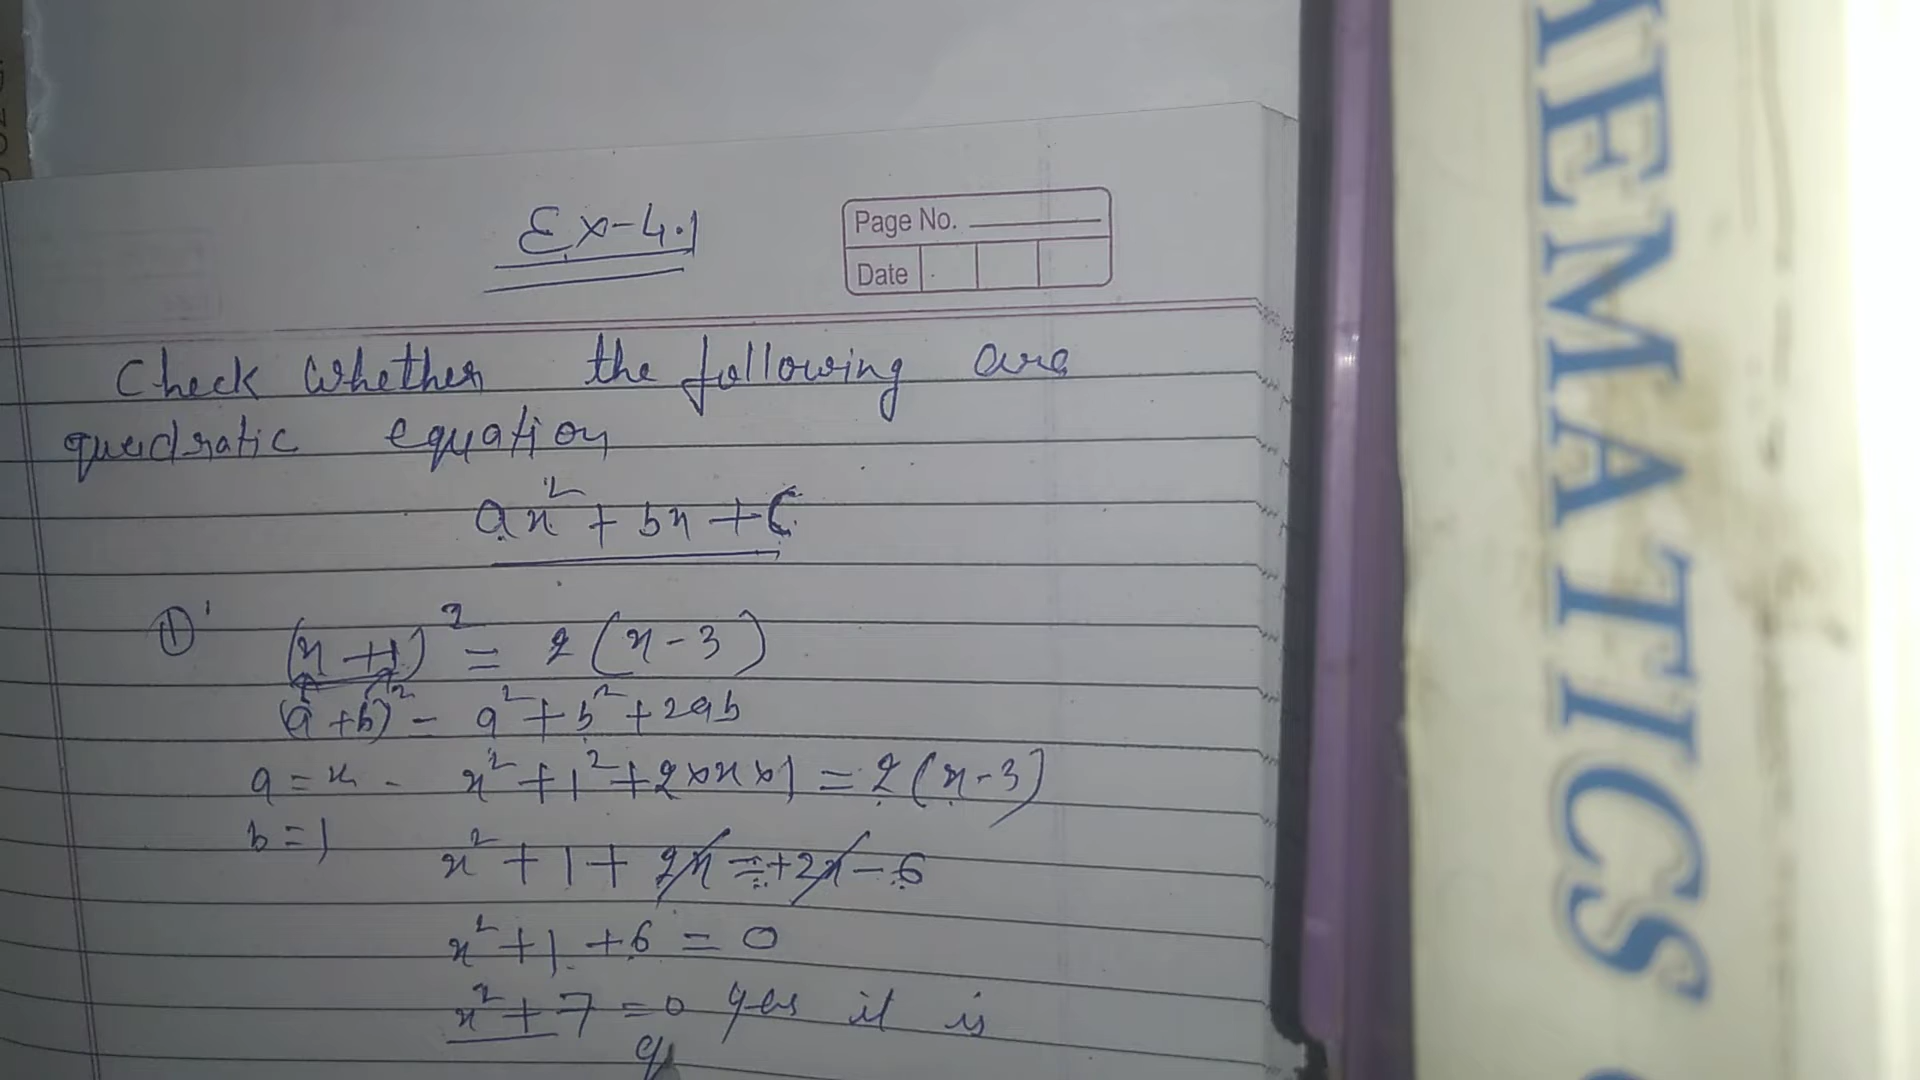 Ex-4.1
Page No.
Date
Check whether the following are
quadratic equation
ax² + bx + C
① (x + 1)² = 2 (x - 3)
(a + b)² - a² + b² + 2ab
a = x - x² + 1² + 2 × x × 1 = 2 (x - 3)
b = 1
x² + 1 + 2x = +2x - 6
x² + 1 + 6 = 0
x² + 7 = 0 yes it is
q
HEMATICS